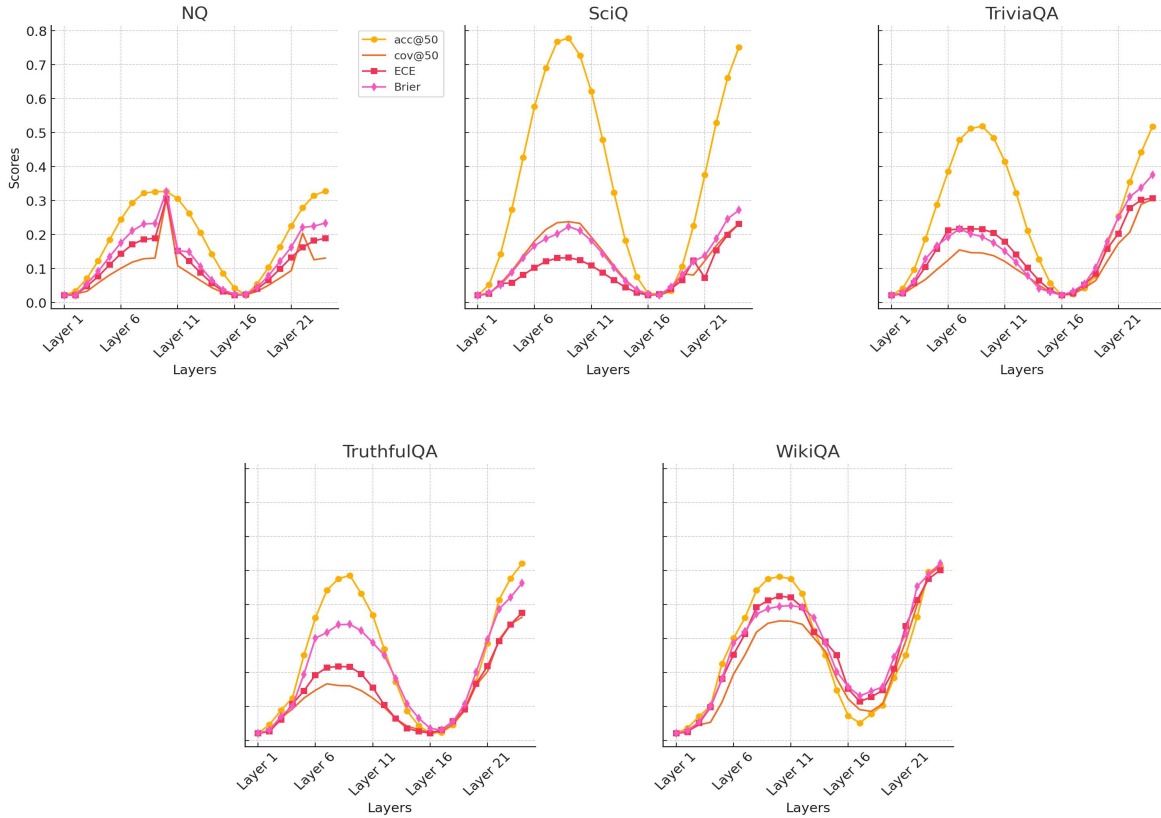 NQ
SciQ
TriviaQA
acc@50
cov@50
ECE
Brier
Scores
0.8
0.7
0.6
0.5
0.4
0.3
0.2
0.1
0.0
Layer 1
Layer 6
Layer 11
Layer 16
Layer 21
Layers
Layer 1
Layer 6
Layer 11
Layer 16
Layer 21
Layers
Layer 1
Layer 6
Layer 11
Layer 16
Layer 21
Layers
TruthfulQA
WikiQA
Layer 1
Layer 6
Layer 11
Layer 16
Layer 21
Layers
Layer 1
Layer 6
Layer 11
Layer 16
Layer 21
Layers